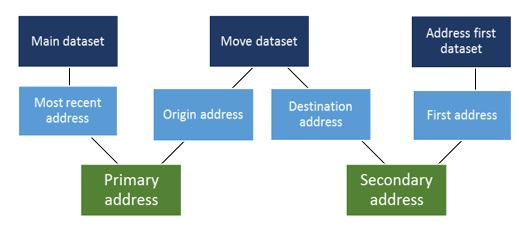 Main dataset
Move dataset
Address first
dataset
Most recent
address
Origin address
Destination
address
First address
Primary
address
Secondary
address